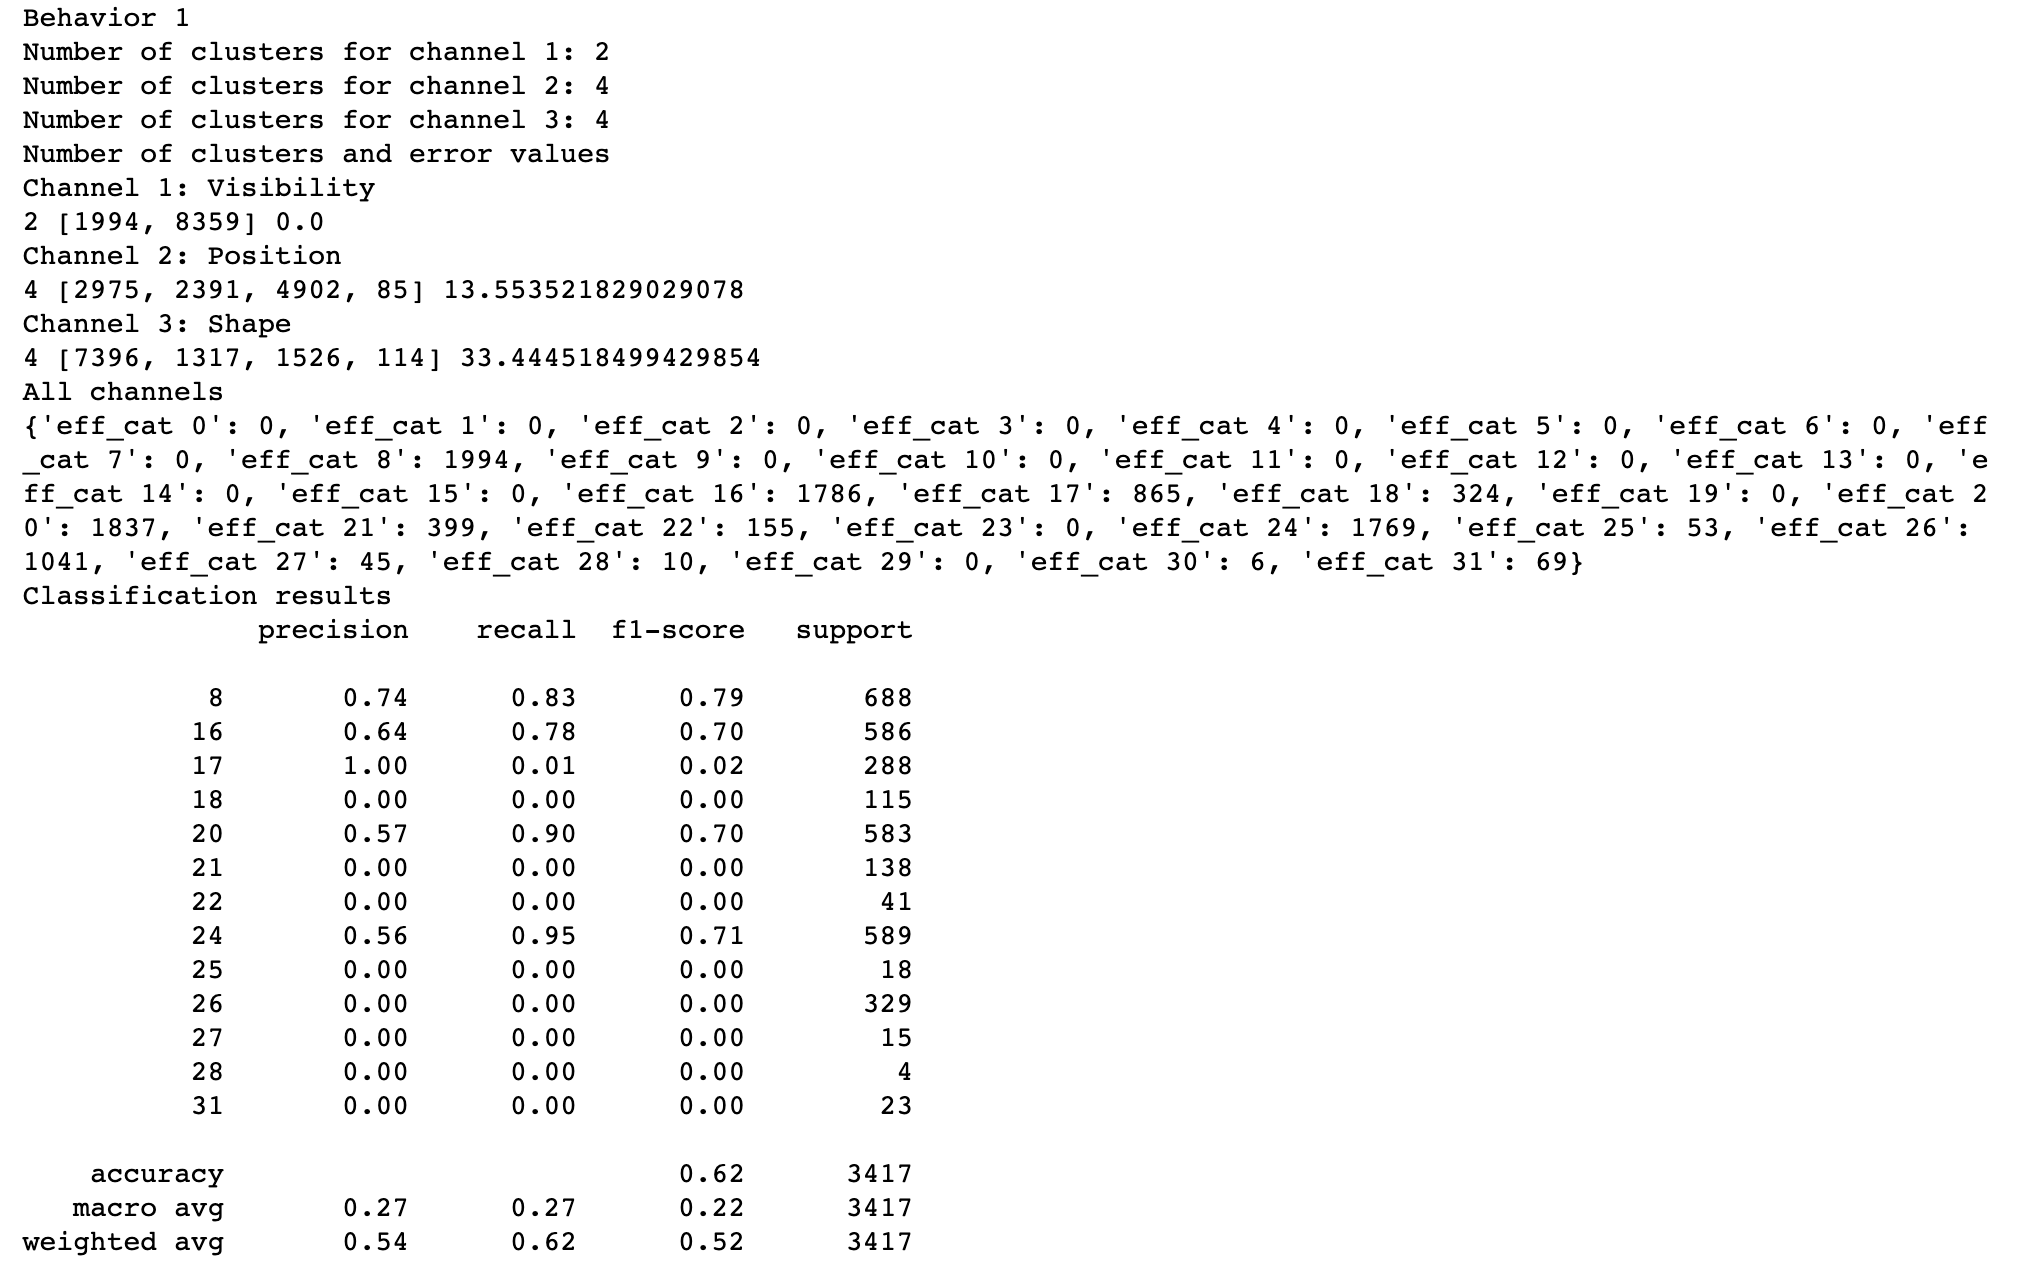 Behavior 1
Number of clusters for channel 1: 2
Number of clusters for channel 2: 4
Number of clusters for channel 3: 4
Number of clusters and error values
Channel 1: Visibility
2 [1994, 8359] 0.0
Channel 2: Position
4 [2975, 2391, 4902, 85] 13.553521829029078
Channel 3: Shape
4 [7396, 1317, 1526, 114] 33.444518499429854
All channels
{'eff_cat 0': 0, 'eff_cat 1': 0, 'eff_cat 2': 0, 'eff_cat 3': 0, 'eff_cat 4': 0, 'eff_cat 5': 0, 'eff_cat 6': 0, 'eff
_cat 7': 0, 'eff_cat 8': 1994, 'eff_cat 9': 0, 'eff_cat 10': 0, 'eff_cat 11': 0, 'eff_cat 12': 0, 'eff_cat 13': 0, 'e
ff_cat 14': 0, 'eff_cat 15': 0, 'eff_cat 16': 1786, 'eff_cat 17': 865, 'eff_cat 18': 324, 'eff_cat 19': 0, 'eff_cat 2
0': 1837, 'eff_cat 21': 399, 'eff_cat 22': 155, 'eff_cat 23': 0, 'eff_cat 24': 1769, 'eff_cat 25': 53, 'eff_cat 26':
1041, 'eff_cat 27': 45, 'eff_cat 28': 10, 'eff_cat 29': 0, 'eff_cat 30': 6, 'eff_cat 31': 69}
Classification results
precision recall f1-score support
8 0.74 0.83 0.79 688
16 0.64 0.78 0.70 586
17 1.00 0.01 0.02 288
18 0.00 0.00 0.00 115
20 0.57 0.90 0.70 583
21 0.00 0.00 0.00 138
22 0.00 0.00 0.00 41
24 0.56 0.95 0.71 589
25 0.00 0.00 0.00 18
26 0.00 0.00 0.00 329
27 0.00 0.00 0.00 15
28 0.00 0.00 0.00 4
31 0.00 0.00 0.00 23
accuracy 0.62 3417
macro avg 0.27 0.27 0.22 3417
weighted avg 0.54 0.62 0.52 3417